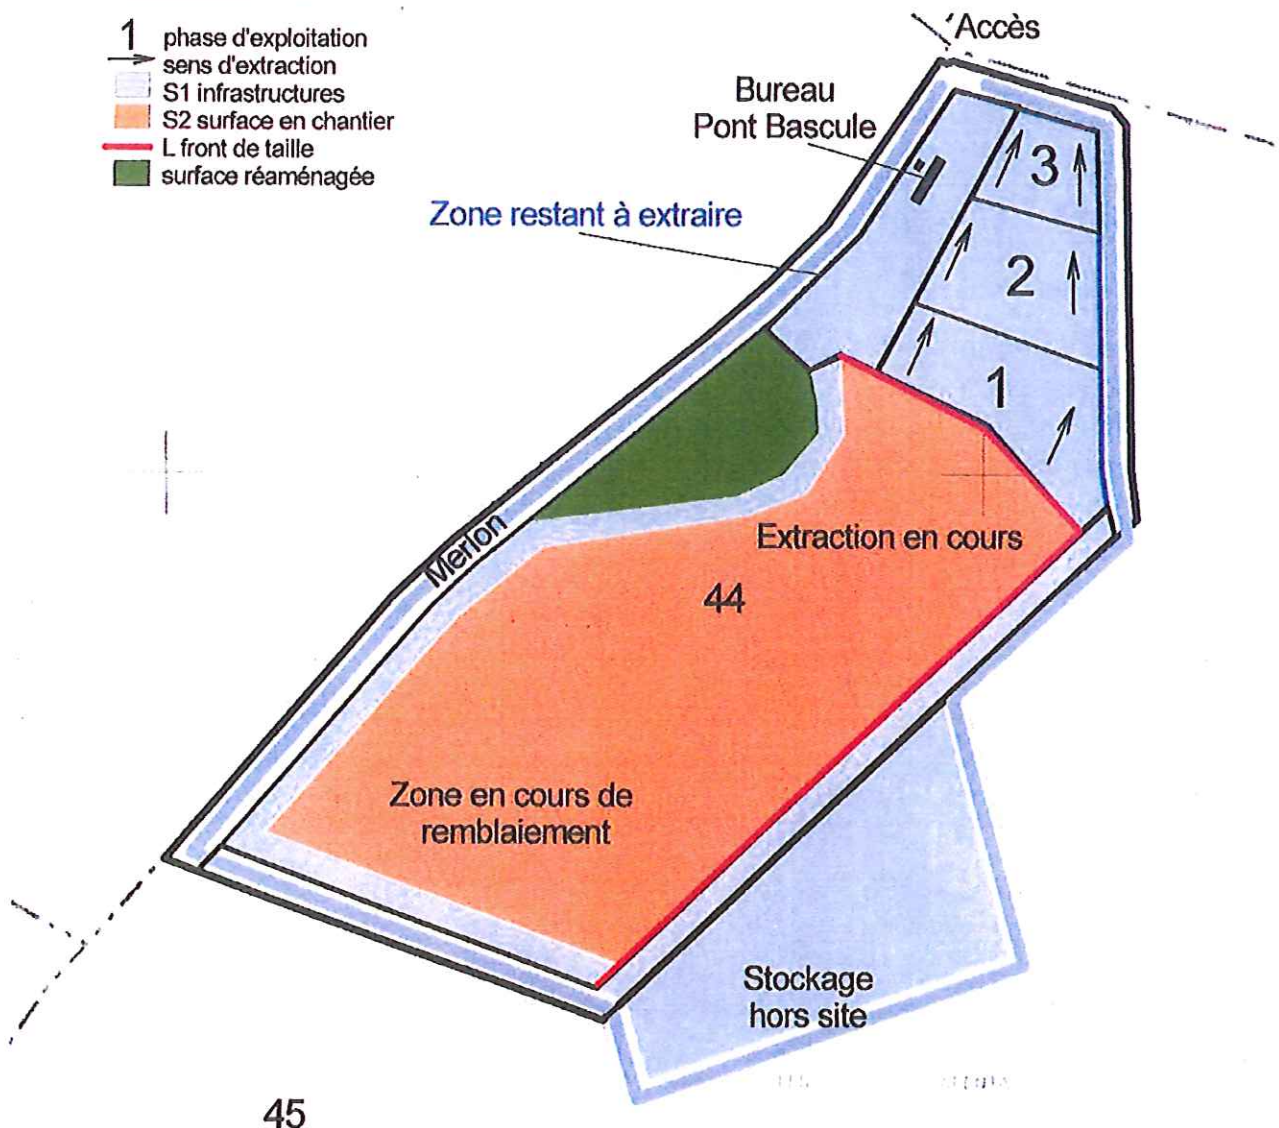 1 phase d'exploitation
sens d'extraction
S1 infrastructures
S2 surface en chantier
L front de taille
surface réaménagée
Accès
Bureau
Pont Bascule
Zone restant à extraire
3
2
1
Merlon
Extraction en cours
44
Zone en cours de
remblaiement
Stockage
hors site
45